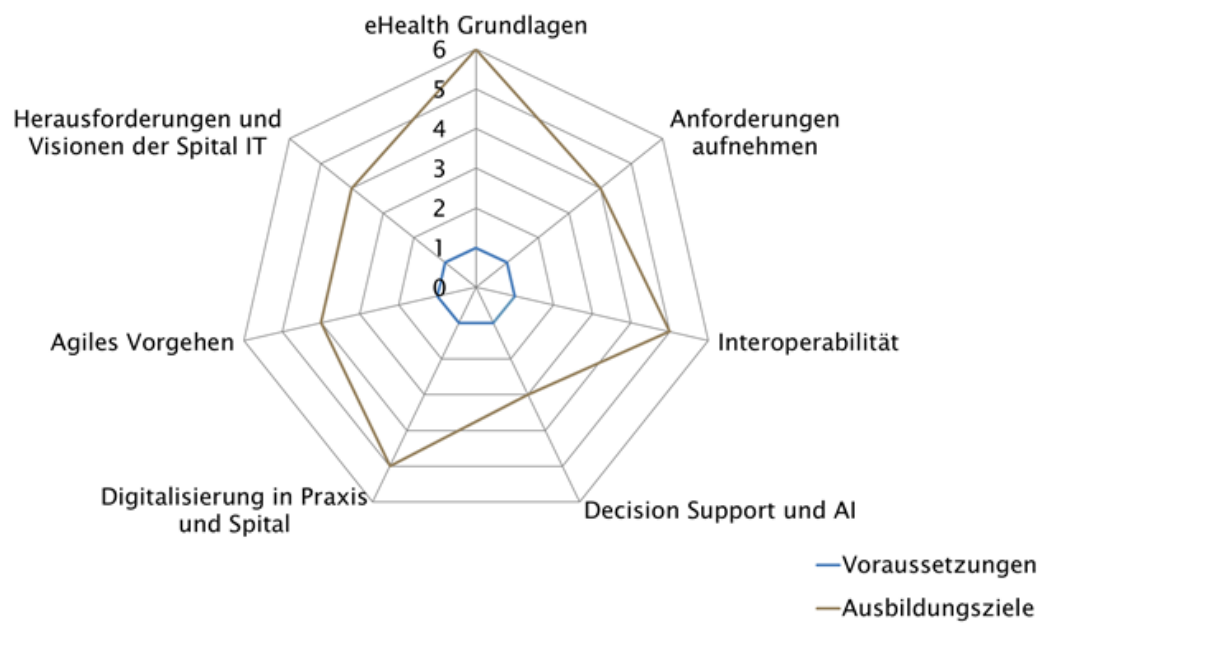 eHealth Grundlagen
6
5
4
3
2
1
0
Anforderungen
aufnehmen
Interoperabilität
Decision Support und AI
Digitalisierung in Praxis
und Spital
Agiles Vorgehen
Herausforderungen und
Visionen der Spital IT
Voraussetzungen
Ausbildungsziele